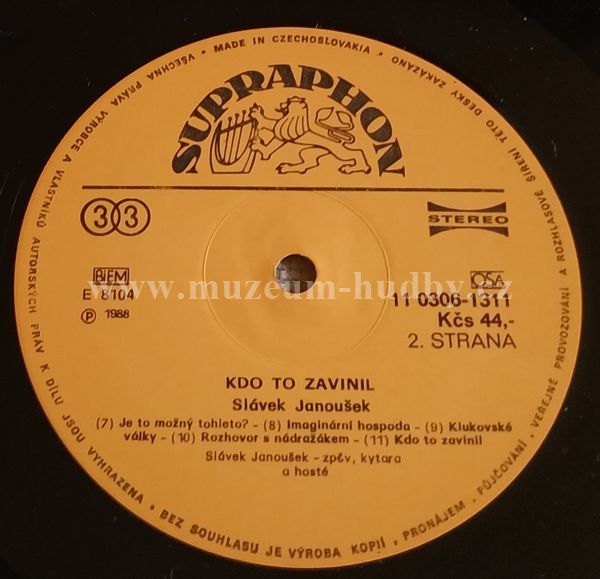 SUPRAPHON
33
STEREO
BIEM
E 8104
℗ 1988
OSA
11 0306-1311
Kčs 44,-
2. STRANA
www.muzeum-hudby.cz
KDO TO ZAVINIL
Slávek Janoušek
(7) Je to možný tohleto? - (8) Imaginární hospoda - (9) Klukovské
války - (10) Rozhovor s nádražákem - (11) Kdo to zavinil
Slávek Janoušek - zpěv, kytara
a hosté
MADE IN CZECHOSLOVAKIA • VŠECHNA PRÁVA VÝROBCE A VLASTNÍKŮ AUTORSKÝCH PRÁV K DÍLU JSOU VYHRAZENA • BEZ SOUHLASU JE VÝROBA KOPIÍ, PRONÁJEM, PŮJČOVÁNÍ, VEŘEJNÉ PROVOZOVÁNÍ A ROZHLASOVÉ ŠÍŘENÍ TÉTO DESKY ZAKÁZÁNO •